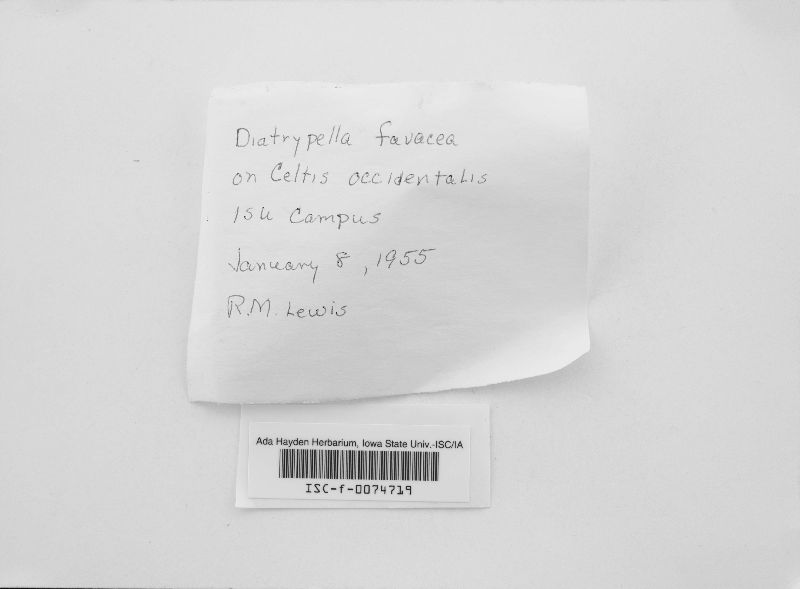 Diatrypella favacea
on Celtis occidentalis
ISU Campus
January 8, 1955
R.M. Lewis
Ada Hayden Herbarium, Iowa State Univ.-ISC/IA
ISC-f-0074719